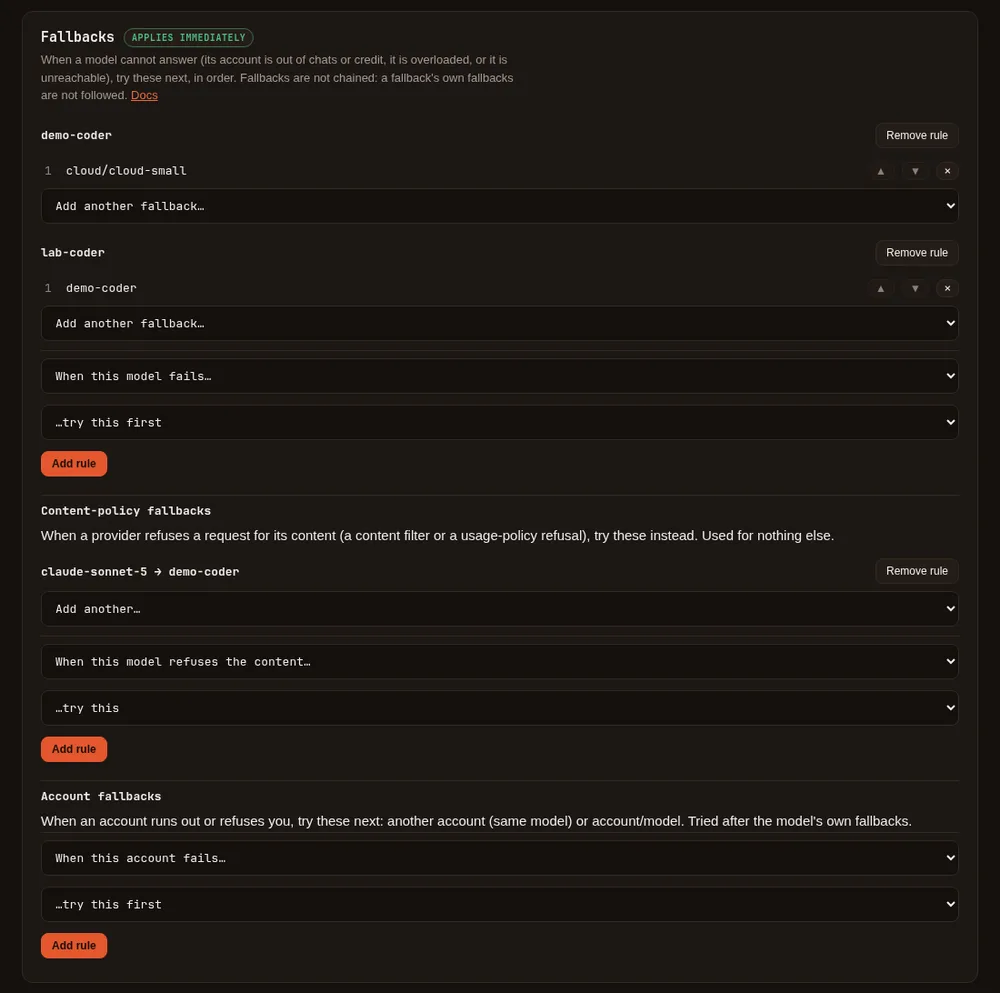 Fallbacks APPLIES IMMEDIATELY
When a model cannot answer (its account is out of chats or credit, it is overloaded, or it is
unreachable), try these next, in order. Fallbacks are not chained: a fallback's own fallbacks
are not followed. Docs
demo-coder Remove rule
1 cloud/cloud-small ▲ ▼ ×
Add another fallback…
lab-coder Remove rule
1 demo-coder ▲ ▼ ×
Add another fallback…
When this model fails…
…try this first
Add rule
Content-policy fallbacks
When a provider refuses a request for its content (a content filter or a usage-policy refusal), try these instead. Used for nothing else.
claude-sonnet-5 → demo-coder Remove rule
Add another…
When this model refuses the content…
…try this
Add rule
Account fallbacks
When an account runs out or refuses you, try these next: another account (same model) or account/model. Tried after the model's own fallbacks.
When this account fails…
…try this first
Add rule